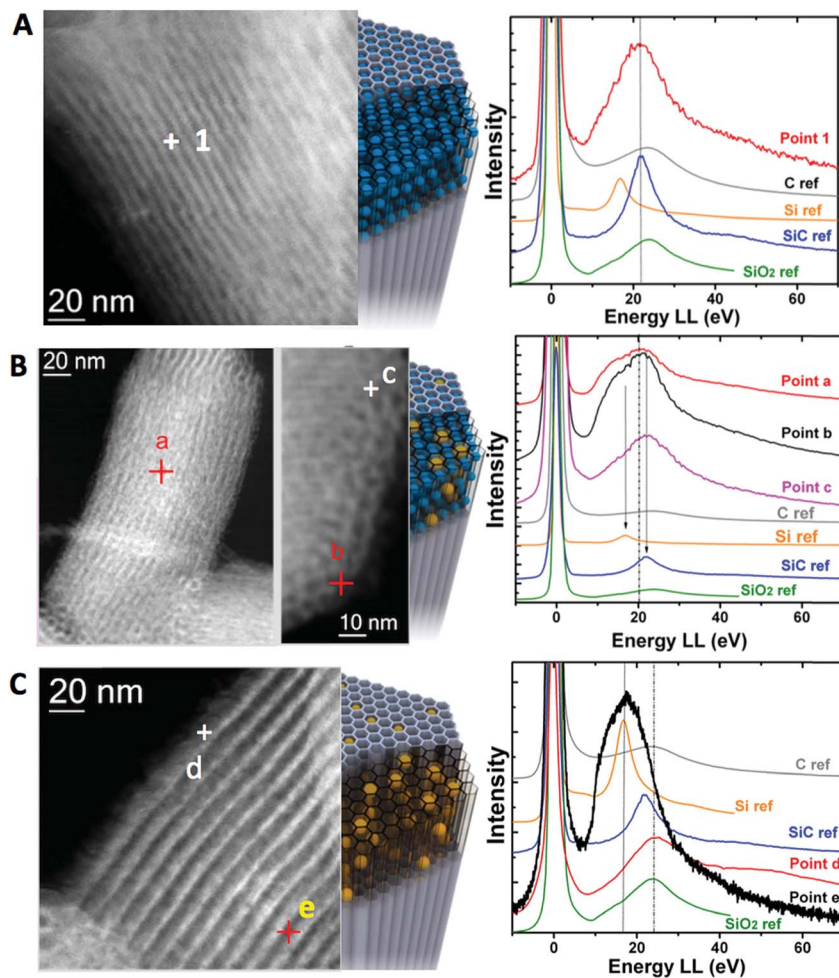 A
+ 1
20 nm
Intensity
Point 1
C ref
Si ref
SiC ref
SiO2 ref
0 20 40 60
Energy LL (eV)
B
20 nm
a
c
b
10 nm
Intensity
Point a
Point b
Point c
C ref
Si ref
SiC ref
SiO2 ref
0 20 40 60
Energy LL (eV)
C
20 nm
d
e
Intensity
C ref
Si ref
SiC ref
Point d
Point e
SiO2 ref
0 20 40 60
Energy LL (eV)